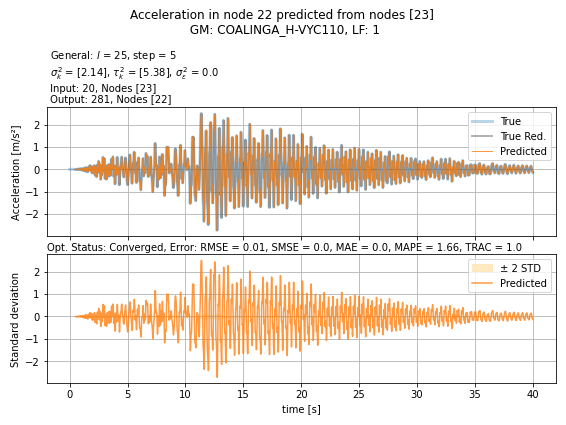 Acceleration in node 22 predicted from nodes [23]
GM: COALINGA_H-VYC110, LF: 1
General: l = 25, step = 5
σ²ₖ = [2.14], τ²ₖ = [5.38], σ²ε = 0.0
Input: 20, Nodes [23]
Output: 281, Nodes [22]
Acceleration [m/s²]
2
1
0
−1
−2
True
True Red.
Predicted
Opt. Status: Converged, Error: RMSE = 0.01, SMSE = 0.0, MAE = 0.0, MAPE = 1.66, TRAC = 1.0
Standard deviation
2
1
0
−1
−2
± 2 STD
Predicted
0 5 10 15 20 25 30 35 40
time [s]